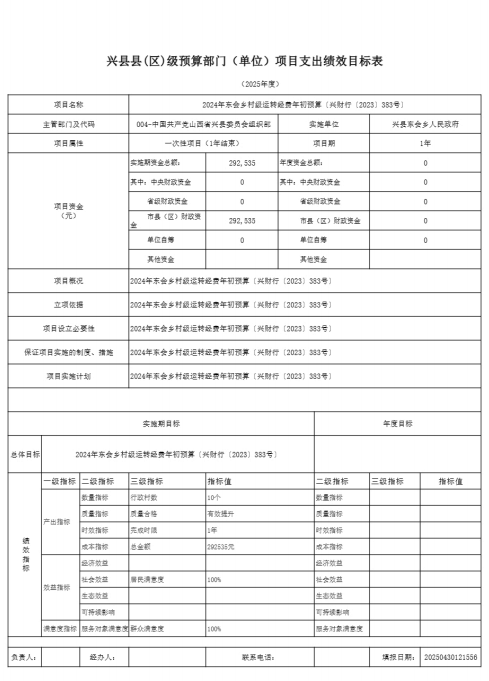 兴县县(区)级预算部门（单位）项目支出绩效目标表
（2025年度）
项目名称 2024年东会乡村级运转经费年初预算〔兴财行〔2023〕383号〕
主管部门及代码 004-中国共产党山西省兴县委员会组织部 实施单位 兴县东会乡人民政府
项目属性 一次性项目（1年结束） 项目期 1年
项目资金
（元）
实施期资金总额： 292,535 年度资金总额： 0
其中：中央财政资金 0 其中：中央财政资金 0
省级财政资金 0 省级财政资金 0
市县（区）财政资金 292,535 市县（区）财政资金 0
单位自筹 0 单位自筹 0
其他资金 其他资金
项目概况 2024年东会乡村级运转经费年初预算〔兴财行〔2023〕383号〕
立项依据 2024年东会乡村级运转经费年初预算〔兴财行〔2023〕383号〕
项目设立必要性 2024年东会乡村级运转经费年初预算〔兴财行〔2023〕383号〕
保证项目实施的制度、措施 2024年东会乡村级运转经费年初预算〔兴财行〔2023〕383号〕
项目实施计划 2024年东会乡村级运转经费年初预算〔兴财行〔2023〕383号〕
实施期目标 年度目标
总体目标 2024年东会乡村级运转经费年初预算〔兴财行〔2023〕383号〕
绩效指标
一级指标 二级指标 三级指标 指标值 二级指标 三级指标 指标值
产出指标
数量指标 行政村数 10个 数量指标
质量指标 质量合格 有效提升 质量指标
时效指标 完成时限 1年 时效指标
成本指标 总金额 292535元 成本指标
效益指标
经济效益 经济效益
社会效益 居民满意度 100% 社会效益
生态效益 生态效益
可持续影响 可持续影响
满意度指标 服务对象满意度 群众满意度 100% 服务对象满意度
负责人： 经办人： 联系电话： 填报日期： 20250430121556